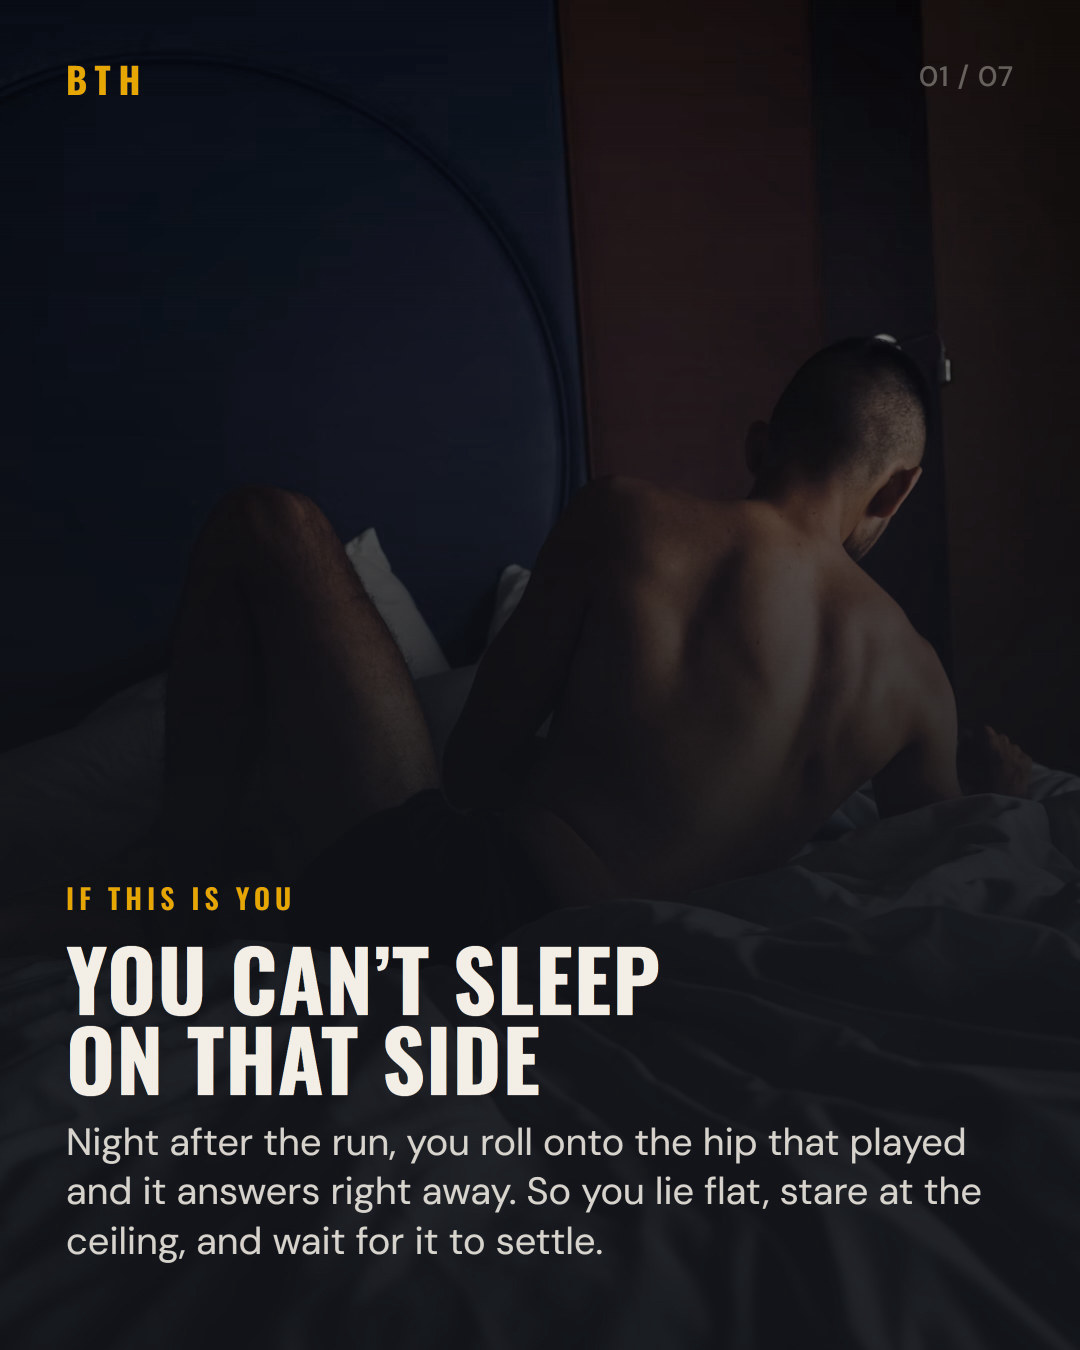 BTH
01 / 07
IF THIS IS YOU
YOU CAN’T SLEEP
ON THAT SIDE
Night after the run, you roll onto the hip that played
and it answers right away. So you lie flat, stare at the
ceiling, and wait for it to settle.